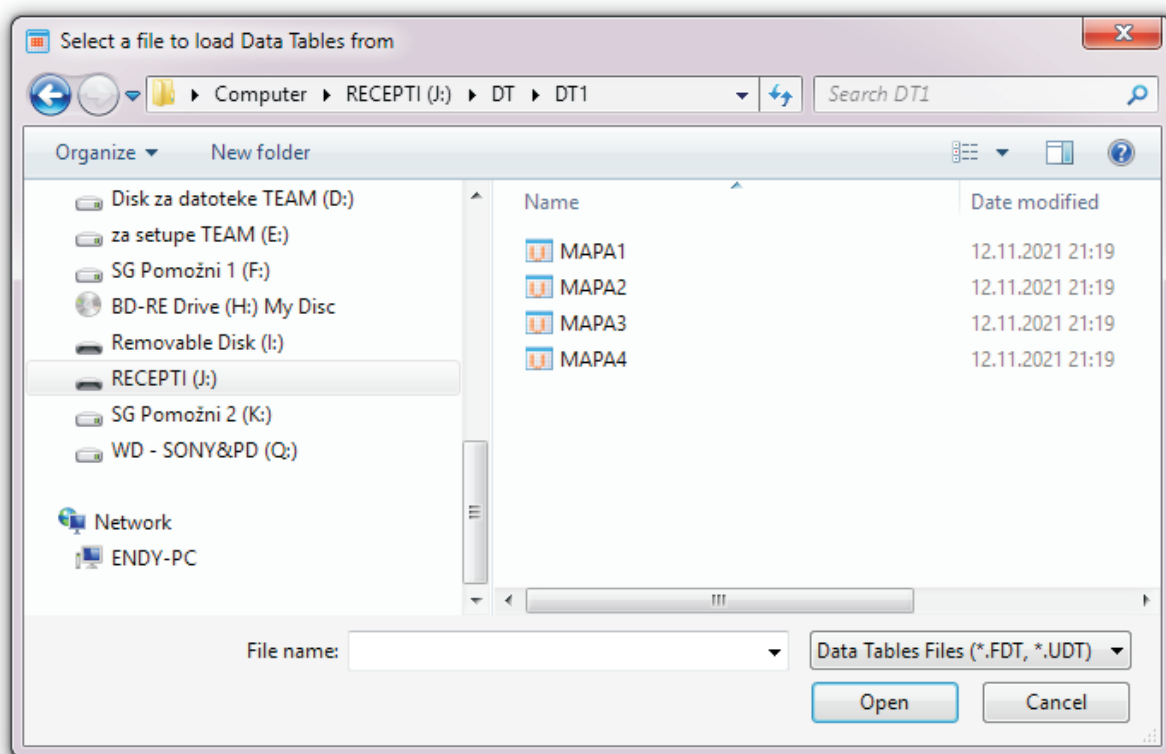 Select a file to load Data Tables from
Computer RECEPTI (J:) DT DT1
Search DT1
Organize New folder
Disk za datoteke TEAM (D:)
za setupe TEAM (E:)
SG Pomožni 1 (F:)
BD-RE Drive (H:) My Disc
Removable Disk (I:)
RECEPTI (J:)
SG Pomožni 2 (K:)
WD - SONY&PD (Q:)
Network
ENDY-PC
Name Date modified
MAPA1 12.11.2021 21:19
MAPA2 12.11.2021 21:19
MAPA3 12.11.2021 21:19
MAPA4 12.11.2021 21:19
File name: Data Tables Files (*.FDT, *.UDT)
Open Cancel